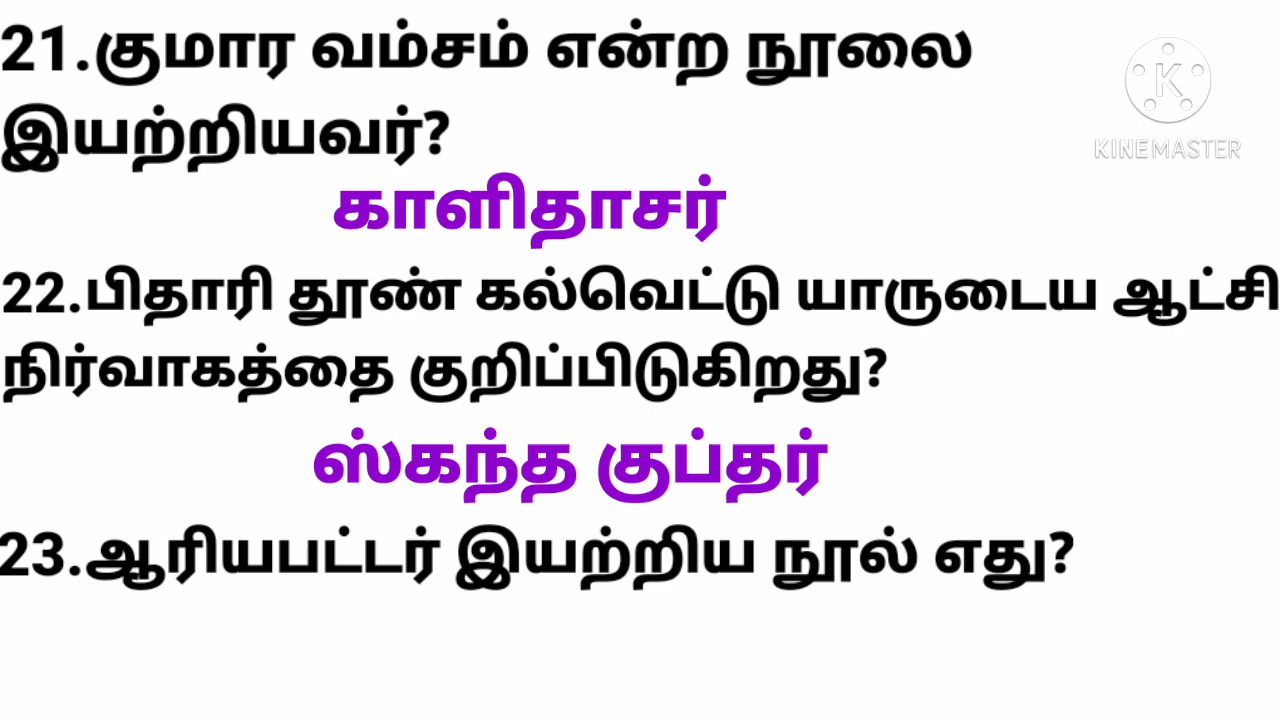 21.குமார வம்சம் என்ற நூலை
இயற்றியவர்?
காளிதாசர்
22.பிதாரி தூண் கல்வெட்டு யாருடைய ஆட்சி
நிர்வாகத்தை குறிப்பிடுகிறது?
ஸ்கந்த குப்தர்
23.ஆரியபட்டர் இயற்றிய நூல் எது?
K
KINEMASTER